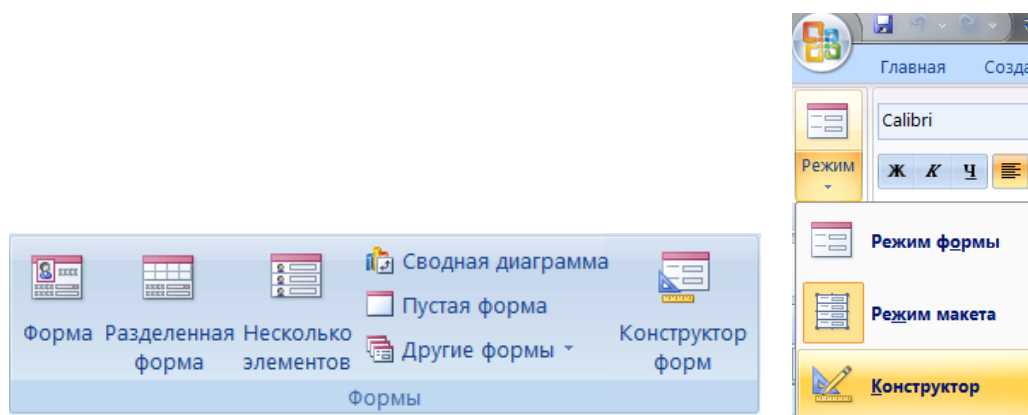 Форма
Разделенная
форма
Несколько
элементов
Сводная диаграмма
Пустая форма
Другие формы
Конструктор
форм
Формы
Главная Созда
Calibri
Режим
Ж К Ч
Режим формы
Режим макета
Конструктор